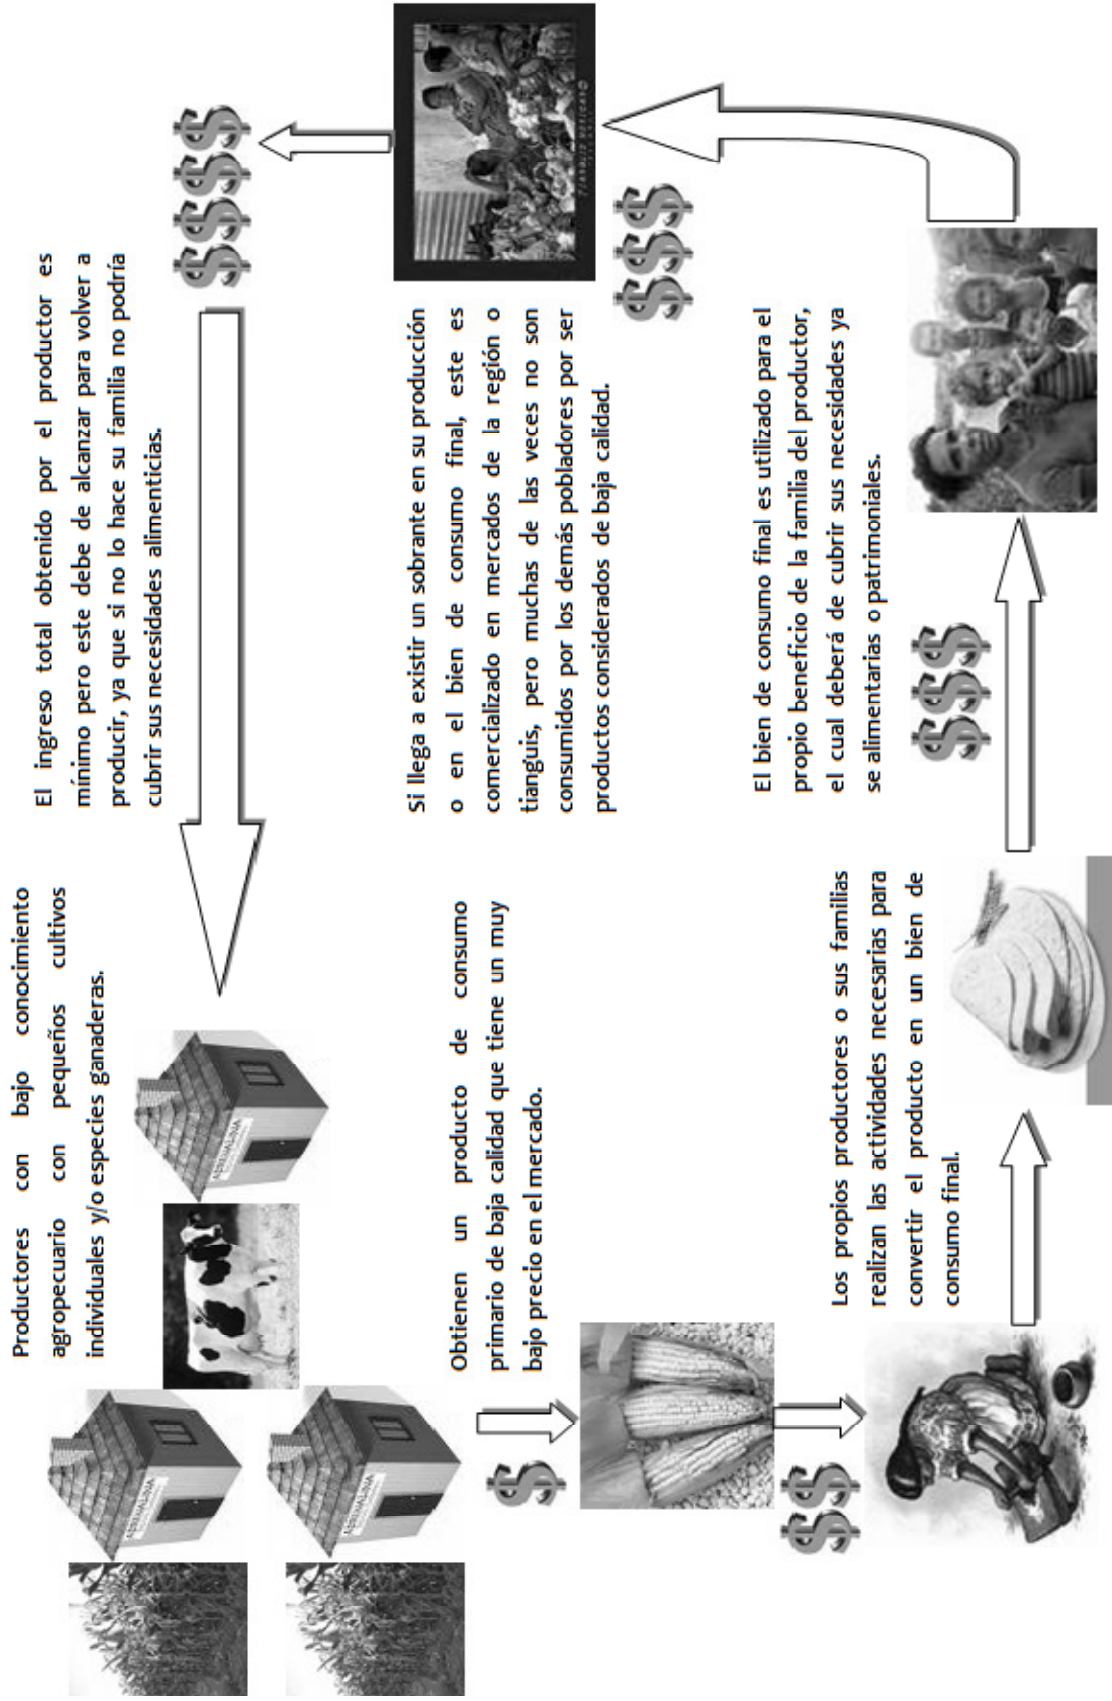 Productores con bajo conocimiento
agropecuario con pequeños cultivos
individuales y/o especies ganaderas.
El ingreso total obtenido por el productor es
mínimo pero este debe de alcanzar para volver a
producir, ya que si no lo hace su familia no podría
cubrir sus necesidades alimenticias.
Obtienen un producto de consumo
primario de baja calidad que tiene un muy
bajo precio en el mercado.
Si llega a existir un sobrante en su producción
o en el bien de consumo final, este es
comercializado en mercados de la región o
tianguis, pero muchas de las veces no son
consumidos por los demás pobladores por ser
productos considerados de baja calidad.
Los propios productores o sus familias
realizan las actividades necesarias para
convertir el producto en un bien de
consumo final.
El bien de consumo final es utilizado para el
propio beneficio de la familia del productor,
el cual deberá de cubrir sus necesidades ya
se alimentarias o patrimoniales.
$
$$
$$$
$$$
$$$$